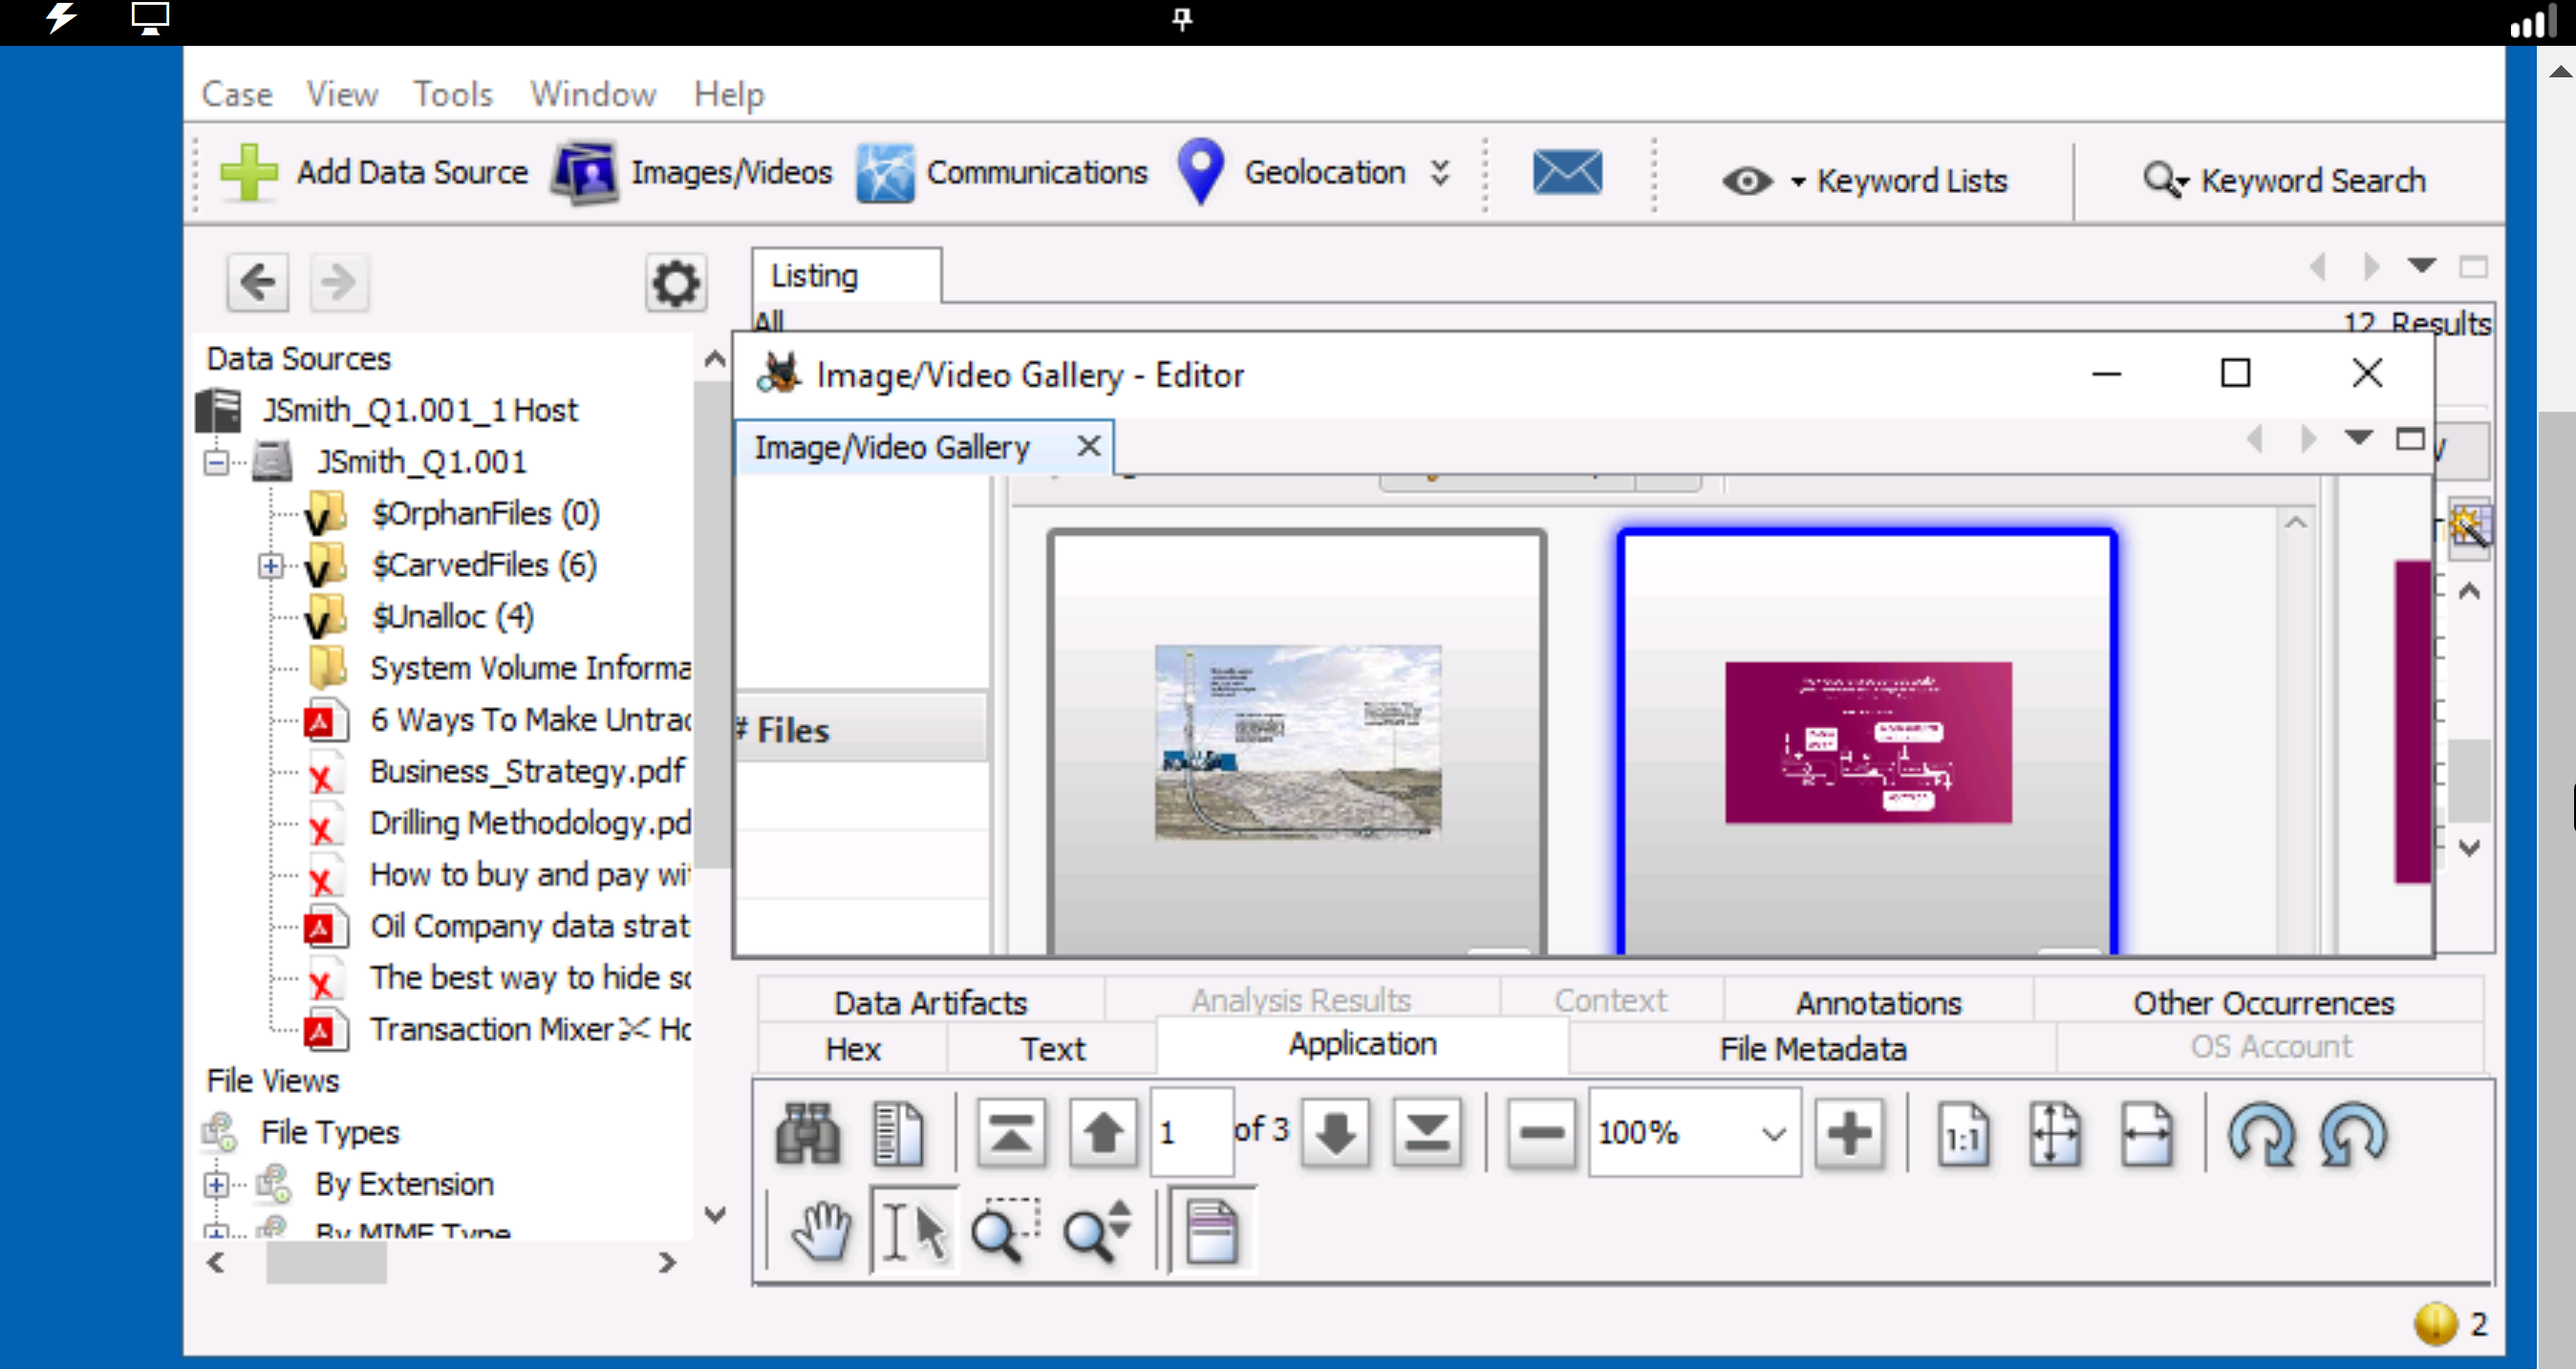 Case View Tools Window Help
Add Data Source Images/Videos Communications Geolocation Keyword Lists Keyword Search
Listing
All
12 Results
Data Sources
JSmith_Q1.001_1 Host
JSmith_Q1.001
$OrphanFiles (0)
$CarvedFiles (6)
$Unalloc (4)
System Volume Informa
6 Ways To Make Untrac
Business_Strategy.pdf
Drilling Methodology.pd
How to buy and pay wit
Oil Company data strat
The best way to hide so
Transaction Mixer Ho
File Views
File Types
By Extension
By MIME Type
Image/Video Gallery - Editor
Image/Video Gallery
# Files
Data Artifacts Analysis Results Context Annotations Other Occurrences
Hex Text Application File Metadata OS Account
1 of 3 100% 1:1
2